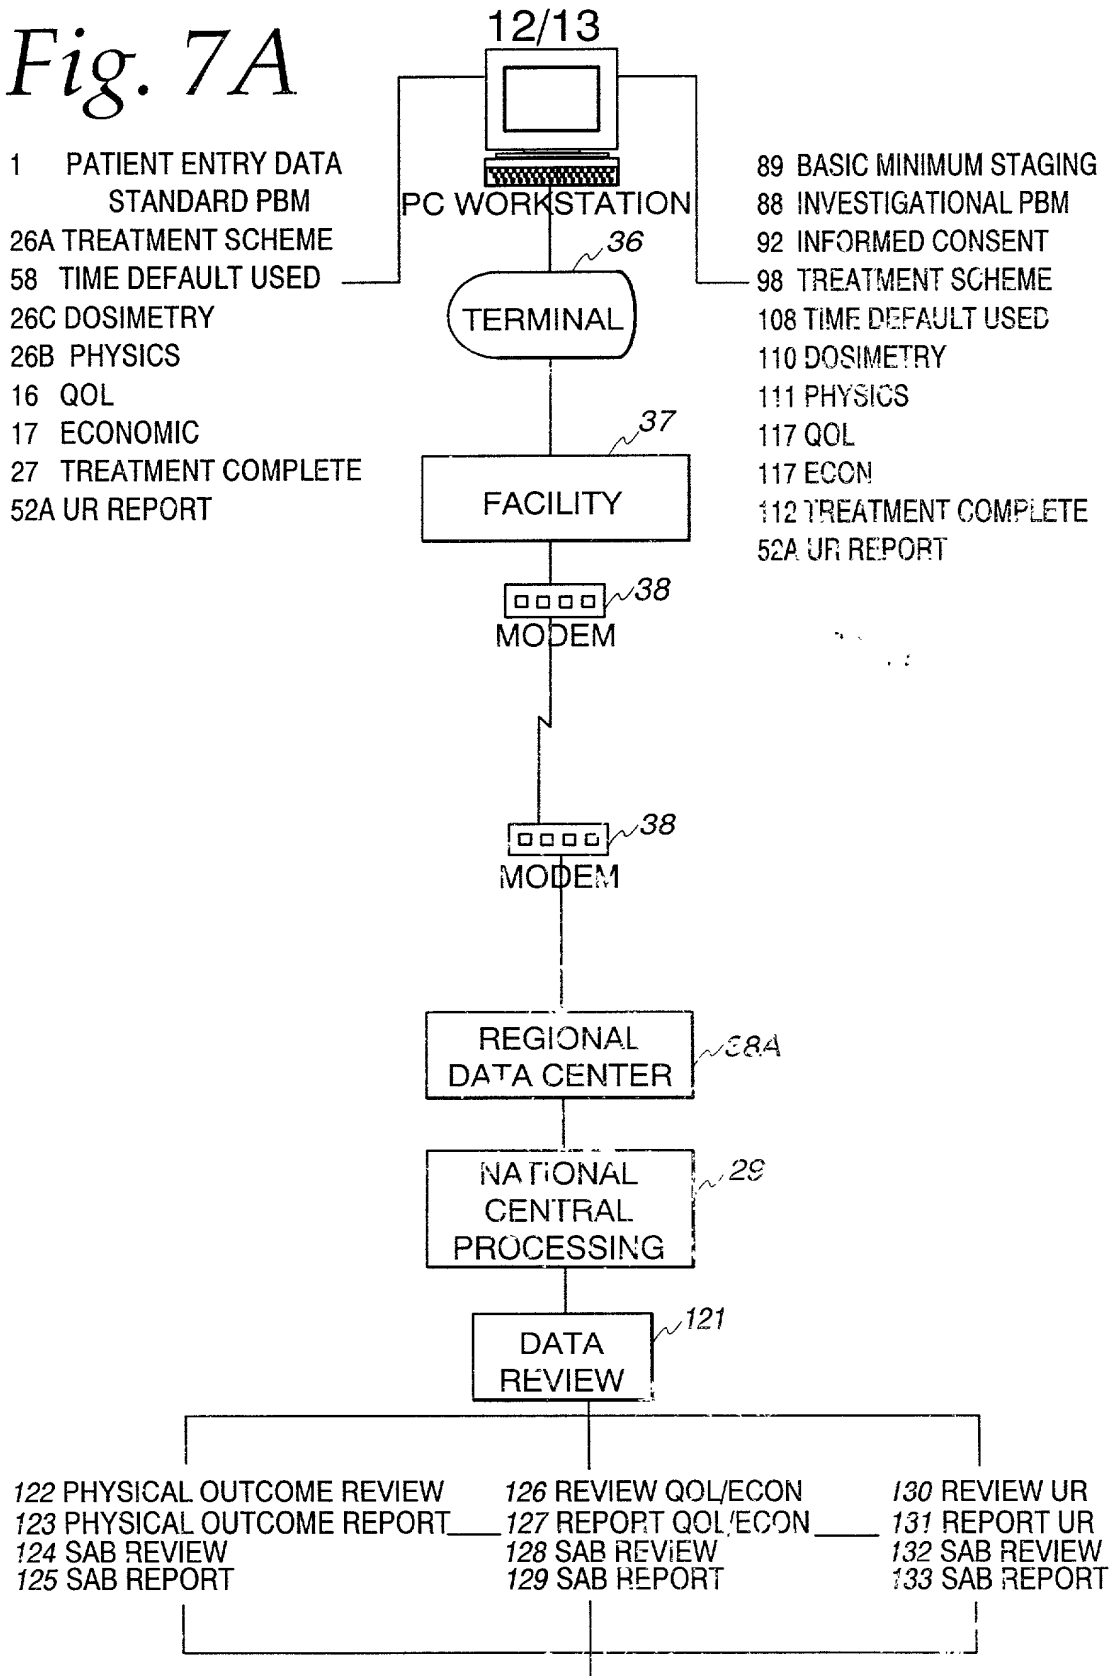 Fig. 7A
12/13
PC WORKSTATION
1 PATIENT ENTRY DATA
STANDARD PBM
26A TREATMENT SCHEME
58 TIME DEFAULT USED
26C DOSIMETRY
26B PHYSICS
16 QOL
17 ECONOMIC
27 TREATMENT COMPLETE
52A UR REPORT
89 BASIC MINIMUM STAGING
88 INVESTIGATIONAL PBM
92 INFORMED CONSENT
98 TREATMENT SCHEME
108 TIME DEFAULT USED
110 DOSIMETRY
111 PHYSICS
117 QOL
117 ECON
112 TREATMENT COMPLETE
52A UR REPORT
36
TERMINAL
37
FACILITY
38
MODEM
38
MODEM
REGIONAL
DATA CENTER
38A
NATIONAL
CENTRAL
PROCESSING
29
DATA
REVIEW
121
122 PHYSICAL OUTCOME REVIEW
123 PHYSICAL OUTCOME REPORT
124 SAB REVIEW
125 SAB REPORT
126 REVIEW QOL/ECON
127 REPORT QOL/ECON
128 SAB REVIEW
129 SAB REPORT
130 REVIEW UR
131 REPORT UR
132 SAB REVIEW
133 SAB REPORT